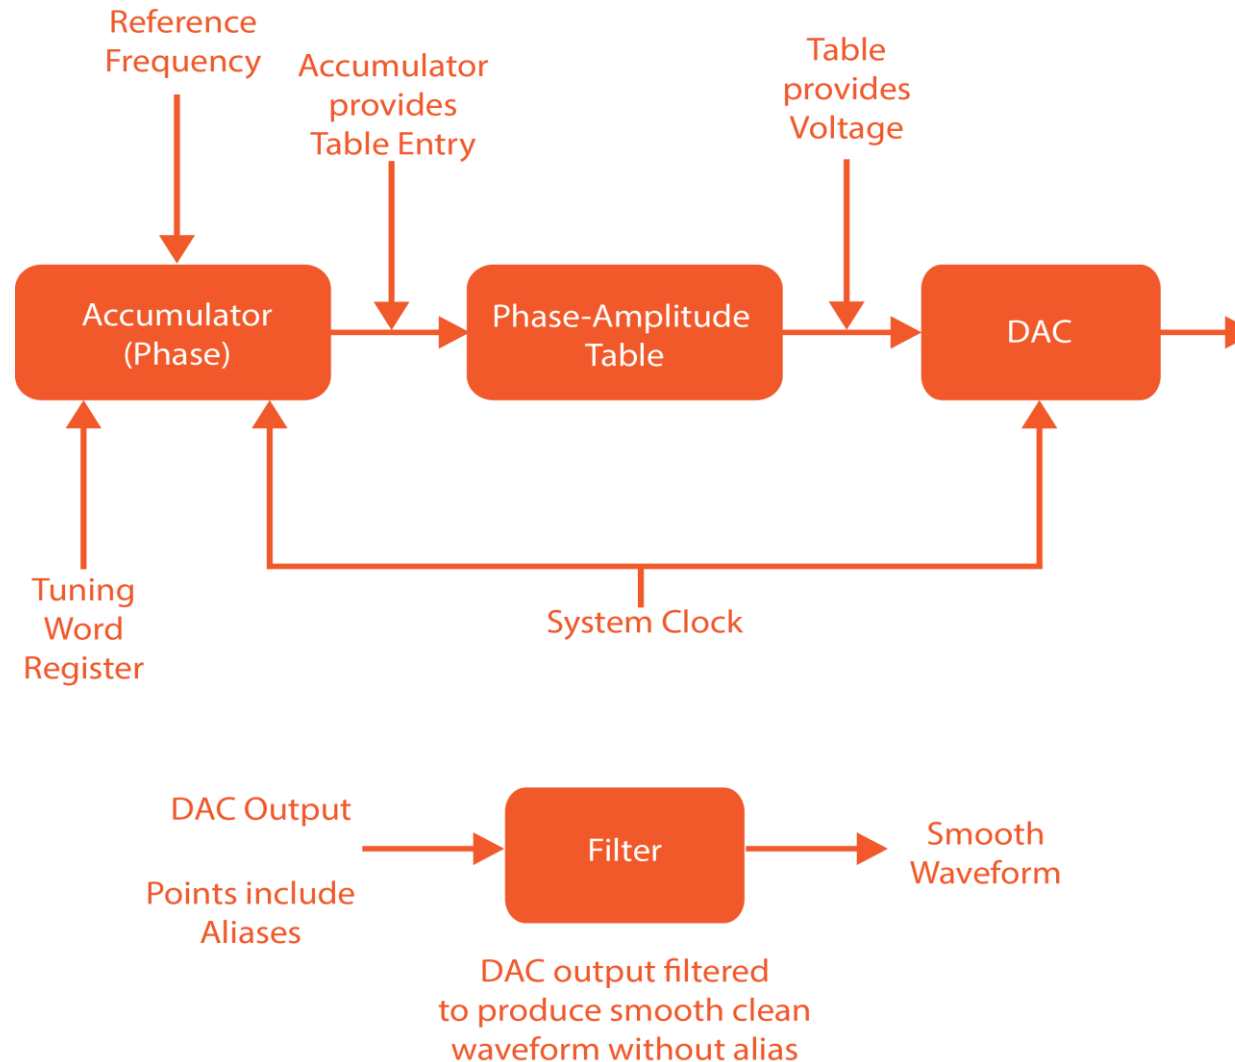 Reference
Frequency
Accumulator
provides
Table Entry
Table
provides
Voltage
Accumulator
(Phase)
Phase-Amplitude
Table
DAC
Tuning
Word
Register
System Clock
DAC Output
Points include
Aliases
Filter
Smooth
Waveform
DAC output filtered
to produce smooth clean
waveform without alias